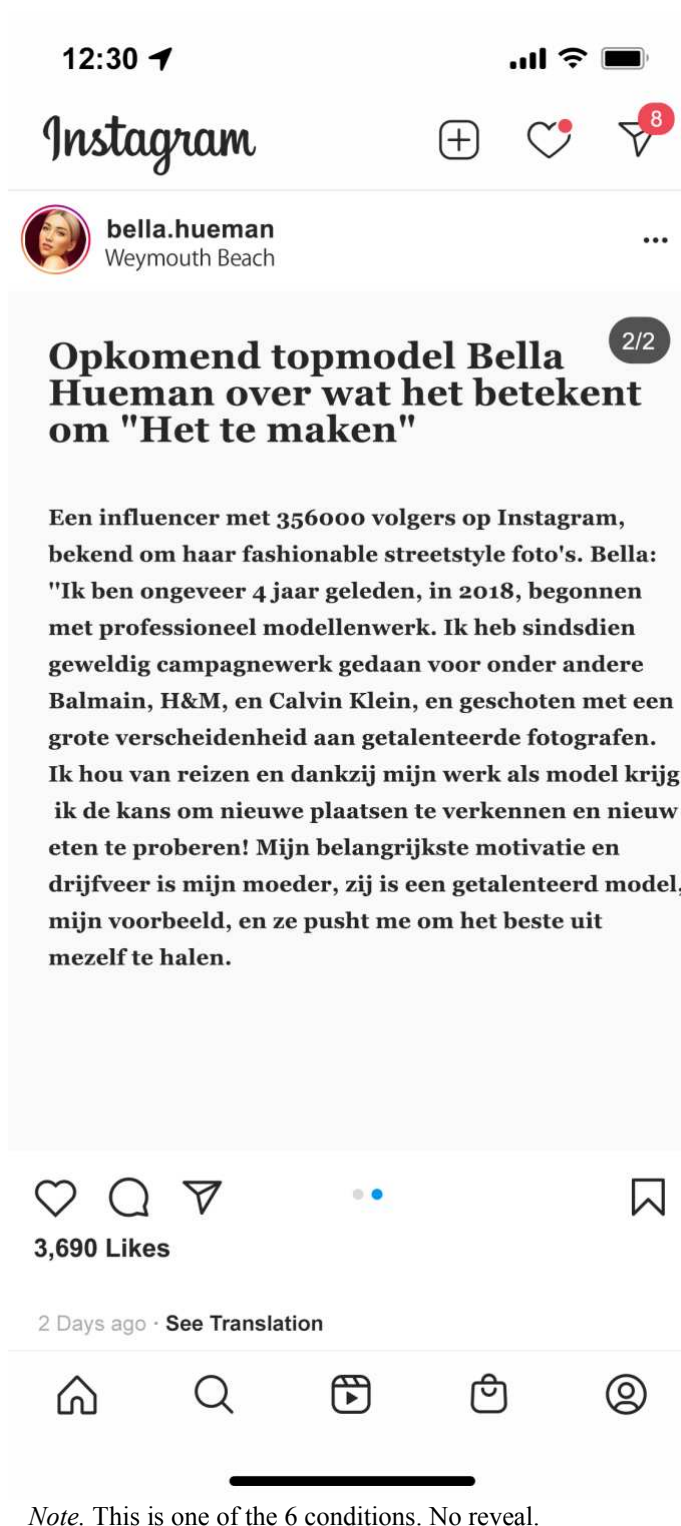 12:30
Instagram
8
bella.hueman
Weymouth Beach
2/2
Opkomend topmodel Bella
Hueman over wat het betekent
om "Het te maken"
Een influencer met 356000 volgers op Instagram,
bekend om haar fashionable streetstyle foto's. Bella:
"Ik ben ongeveer 4 jaar geleden, in 2018, begonnen
met professioneel modellenwerk. Ik heb sindsdien
geweldig campagnewerk gedaan voor onder andere
Balmain, H&M, en Calvin Klein, en geschoten met een
grote verscheidenheid aan getalenteerde fotografen.
Ik hou van reizen en dankzij mijn werk als model krijg
ik de kans om nieuwe plaatsen te verkennen en nieuw
eten te proberen! Mijn belangrijkste motivatie en
drijfveer is mijn moeder, zij is een getalenteerd model,
mijn voorbeeld, en ze pusht me om het beste uit
mezelf te halen.
3,690 Likes
2 Days ago · See Translation
Note. This is one of the 6 conditions. No reveal.